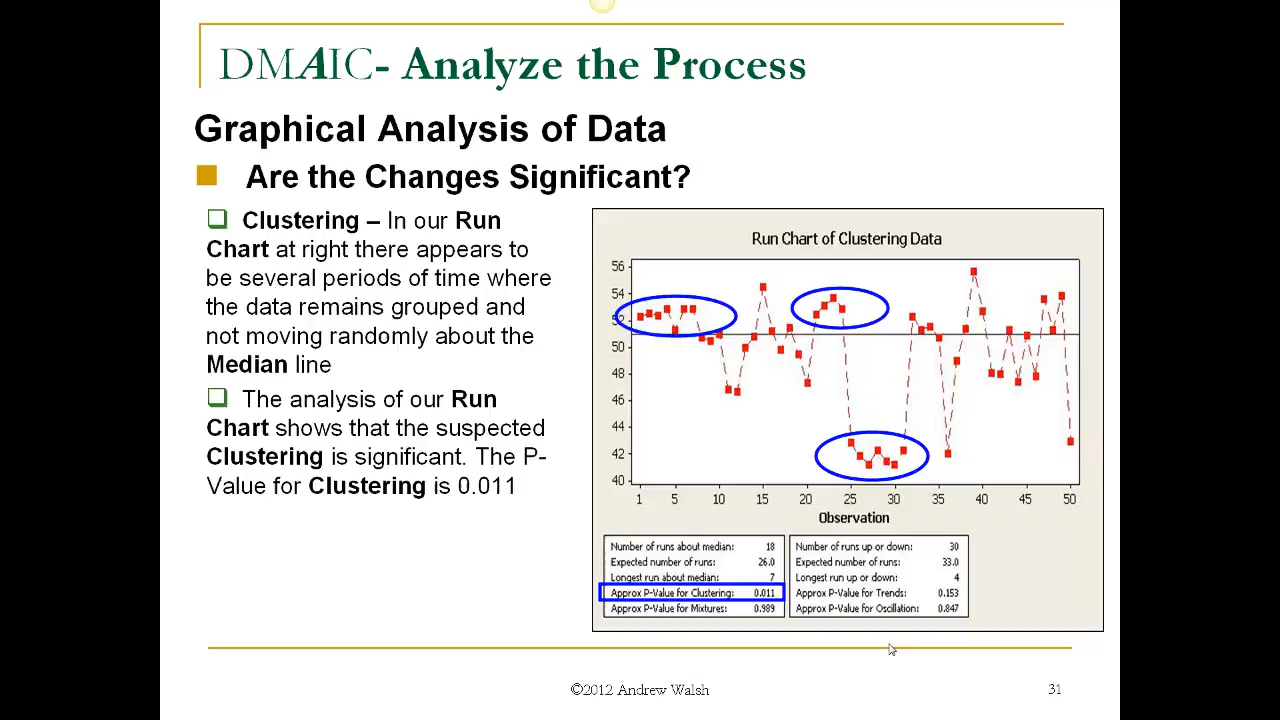 DMAIC- Analyze the Process
Graphical Analysis of Data
Are the Changes Significant?
Clustering – In our Run
Chart at right there appears to
be several periods of time where
the data remains grouped and
not moving randomly about the
Median line
The analysis of our Run
Chart shows that the suspected
Clustering is significant. The P-
Value for Clustering is 0.011
Run Chart of Clustering Data
56
54
52
50
48
46
44
42
40
1 5 10 15 20 25 30 35 40 45 50
Observation
Number of runs about median: 18
Expected number of runs: 26.0
Longest run about median: 7
Approx P-Value for Clustering: 0.011
Approx P-Value for Mixtures: 0.989
Number of runs up or down: 30
Expected number of runs: 33.0
Longest run up or down: 4
Approx P-Value for Trends: 0.153
Approx P-Value for Oscillation: 0.847
©2012 Andrew Walsh
31